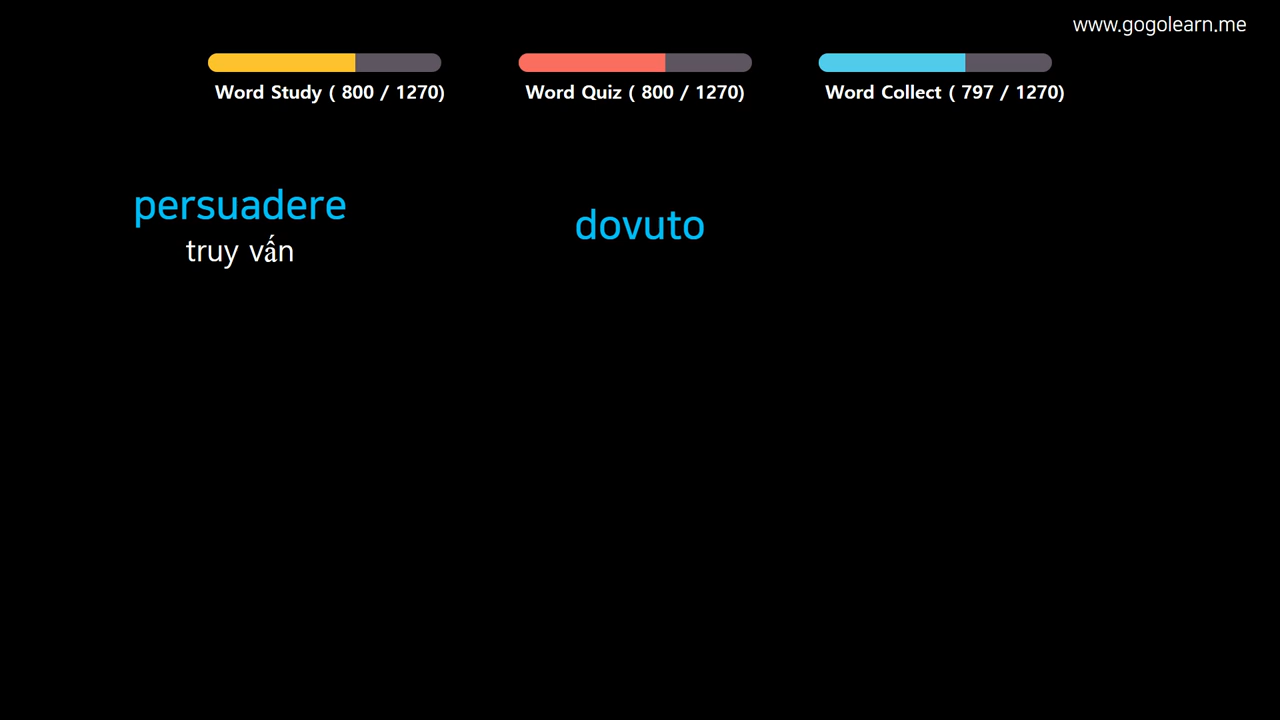 www.gogolearn.me
Word Study ( 800 / 1270)
Word Quiz ( 800 / 1270)
Word Collect ( 797 / 1270)
persuadere
truy vấn
dovuto